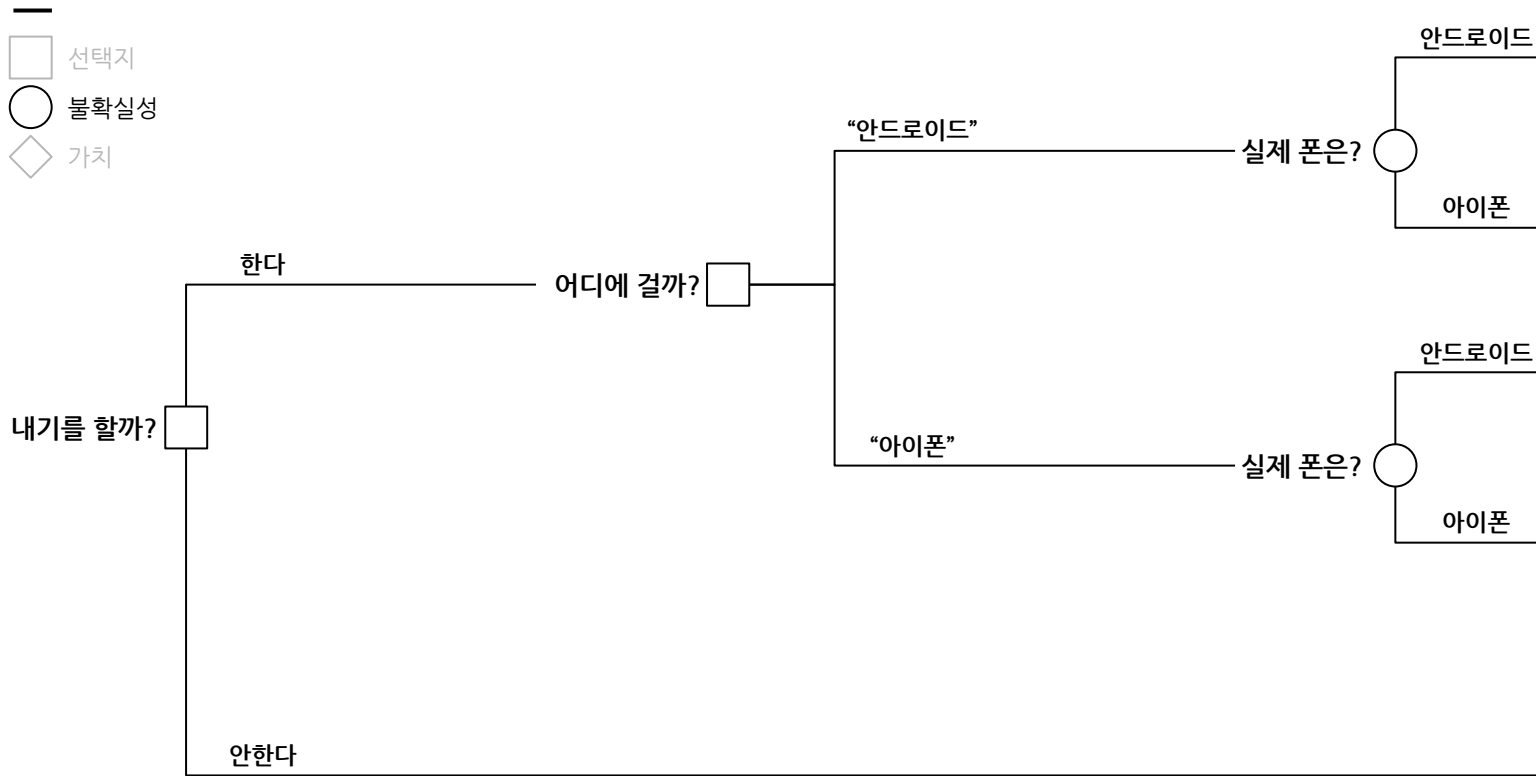 선택지
불확실성
가치
안드로이드
“안드로이드”
실제 폰은?
아이폰
한다
어디에 걸까?
안드로이드
내기를 할까?
“아이폰”
실제 폰은?
아이폰
안한다